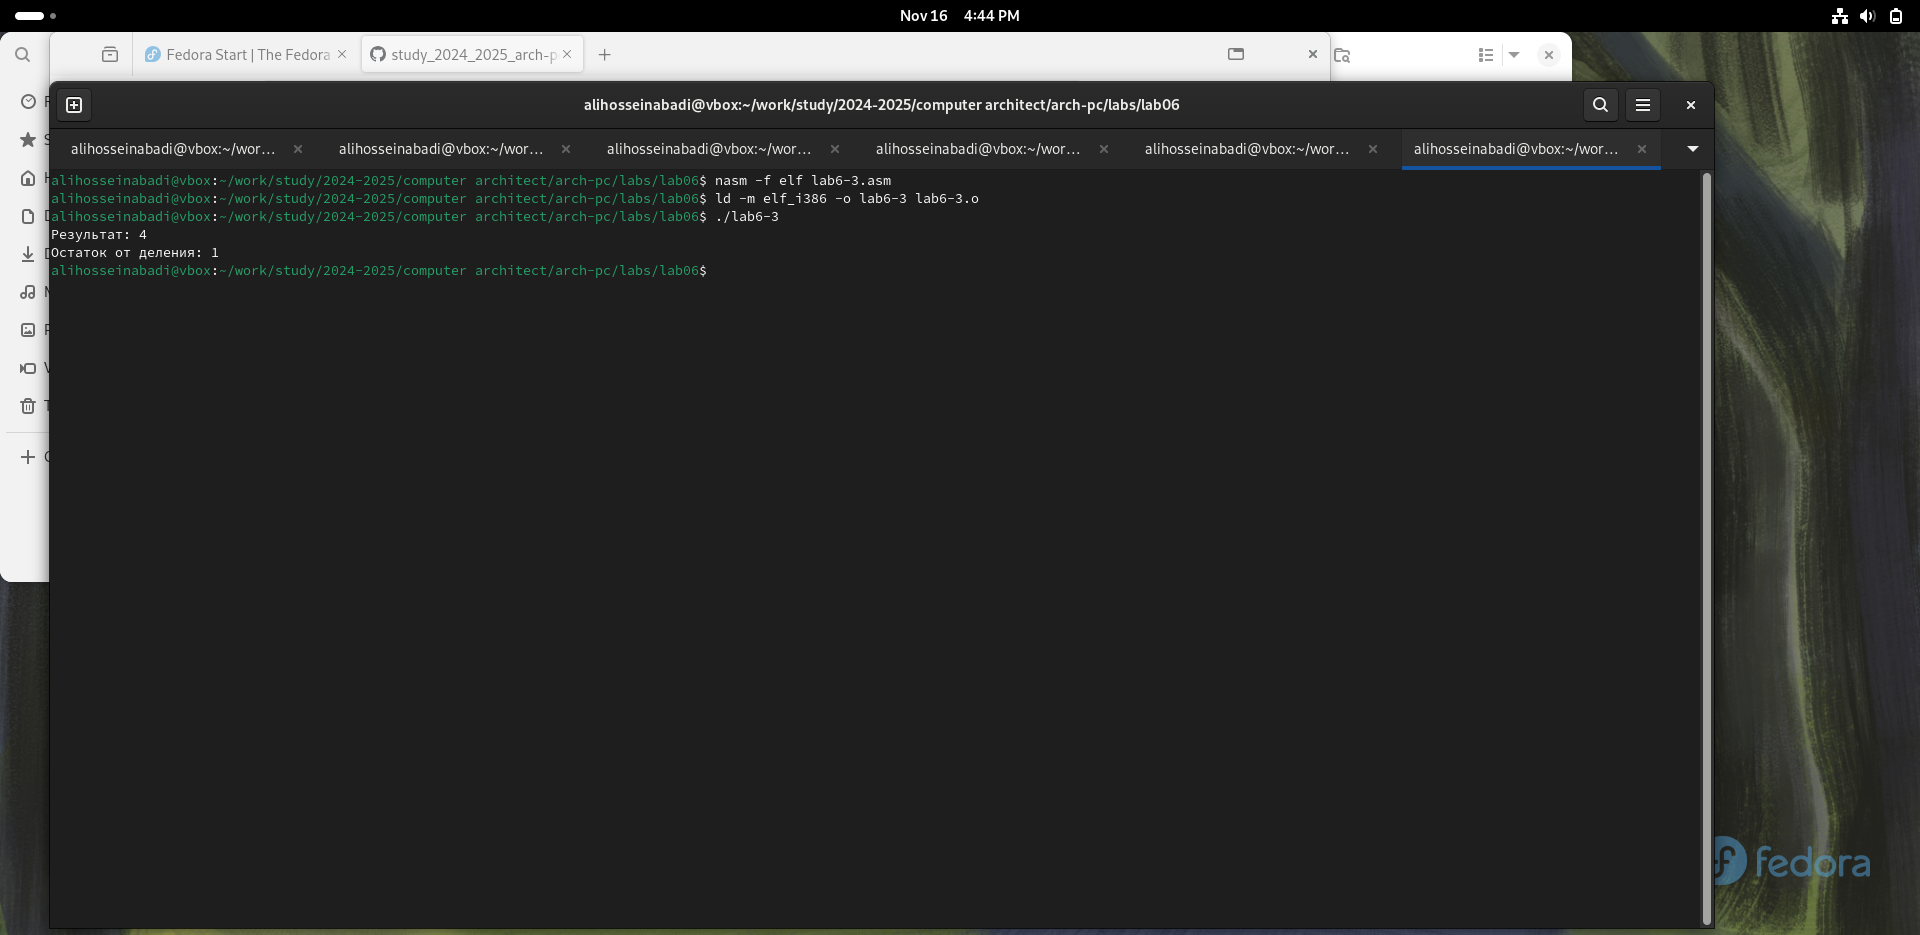 Nov 16 4:44 PM
Fedora Start | The Fedora
study_2024_2025_arch-p
alihosseinabadi@vbox:~/work/study/2024-2025/computer architect/arch-pc/labs/lab06
alihosseinabadi@vbox:~/wor... alihosseinabadi@vbox:~/wor... alihosseinabadi@vbox:~/wor... alihosseinabadi@vbox:~/wor... alihosseinabadi@vbox:~/wor... alihosseinabadi@vbox:~/wor...
alihosseinabadi@vbox:~/work/study/2024-2025/computer architect/arch-pc/labs/lab06$ nasm -f elf lab6-3.asm
alihosseinabadi@vbox:~/work/study/2024-2025/computer architect/arch-pc/labs/lab06$ ld -m elf_i386 -o lab6-3 lab6-3.o
alihosseinabadi@vbox:~/work/study/2024-2025/computer architect/arch-pc/labs/lab06$ ./lab6-3
Результат: 4
Остаток от деления: 1
alihosseinabadi@vbox:~/work/study/2024-2025/computer architect/arch-pc/labs/lab06$
fedora